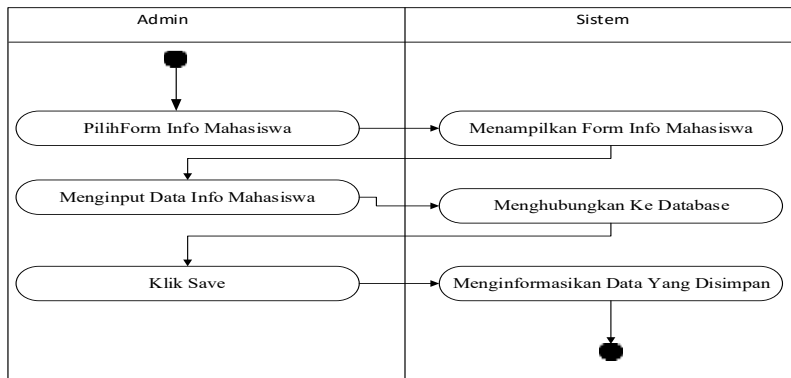 Admin
Sistem
PilihForm Info Mahasiswa
Menampilkan Form Info Mahasiswa
Menginput Data Info Mahasiswa
Menghubungkan Ke Database
Klik Save
Menginformasikan Data Yang Disimpan